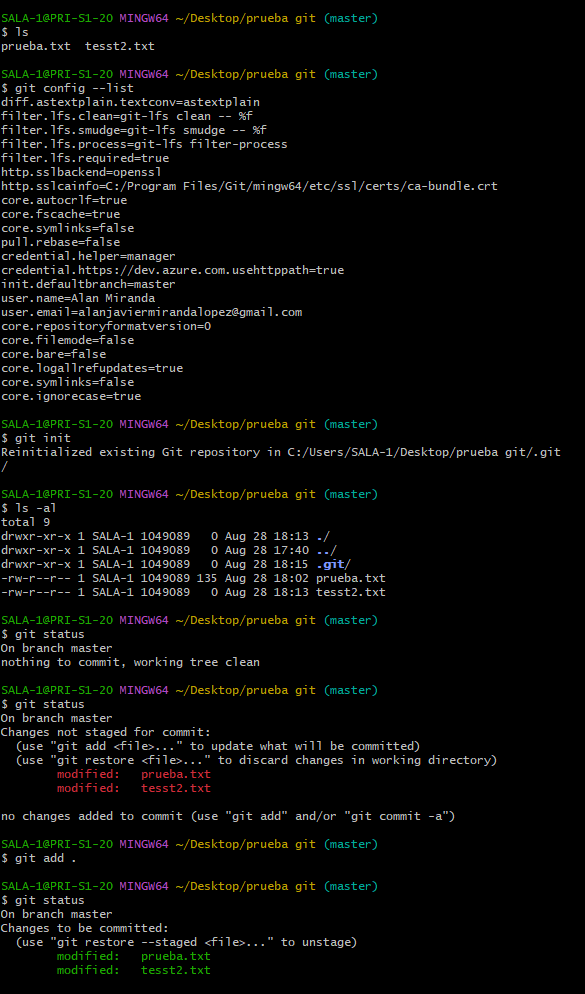 SALA-1@PRI-S1-20 MINGW64 ~/Desktop/prueba git (master)
$ ls
prueba.txt  tesst2.txt
SALA-1@PRI-S1-20 MINGW64 ~/Desktop/prueba git (master)
$ git config --list
diff.astextplain.textconv=astextplain
filter.lfs.clean=git-lfs clean -- %f
filter.lfs.smudge=git-lfs smudge -- %f
filter.lfs.process=git-lfs filter-process
filter.lfs.required=true
http.sslbackend=openssl
http.sslcainfo=C:/Program Files/Git/mingw64/etc/ssl/certs/ca-bundle.crt
core.autocrlf=true
core.fscache=true
core.symlinks=false
pull.rebase=false
credential.helper=manager
credential.https://dev.azure.com.usehttppath=true
init.defaultbranch=master
user.name=Alan Miranda
user.email=alanjaviermirandalopez@gmail.com
core.repositoryformatversion=0
core.filemode=false
core.bare=false
core.logallrefupdates=true
core.symlinks=false
core.ignorecase=true
SALA-1@PRI-S1-20 MINGW64 ~/Desktop/prueba git (master)
$ git init
Reinitialized existing Git repository in C:/Users/SALA-1/Desktop/prueba git/.git
/
SALA-1@PRI-S1-20 MINGW64 ~/Desktop/prueba git (master)
$ ls -al
total 9
drwxr-xr-x 1 SALA-1 1049089   0 Aug 28 18:13 ./
drwxr-xr-x 1 SALA-1 1049089   0 Aug 28 17:40 ../
drwxr-xr-x 1 SALA-1 1049089   0 Aug 28 18:15 .git/
-rw-r--r-- 1 SALA-1 1049089 135 Aug 28 18:02 prueba.txt
-rw-r--r-- 1 SALA-1 1049089   0 Aug 28 18:13 tesst2.txt
SALA-1@PRI-S1-20 MINGW64 ~/Desktop/prueba git (master)
$ git status
On branch master
nothing to commit, working tree clean
SALA-1@PRI-S1-20 MINGW64 ~/Desktop/prueba git (master)
$ git status
On branch master
Changes not staged for commit:
  (use "git add <file>..." to update what will be committed)
  (use "git restore <file>..." to discard changes in working directory)
        modified:   prueba.txt
        modified:   tesst2.txt
no changes added to commit (use "git add" and/or "git commit -a")
SALA-1@PRI-S1-20 MINGW64 ~/Desktop/prueba git (master)
$ git add .
SALA-1@PRI-S1-20 MINGW64 ~/Desktop/prueba git (master)
$ git status
On branch master
Changes to be committed:
  (use "git restore --staged <file>..." to unstage)
        modified:   prueba.txt
        modified:   tesst2.txt